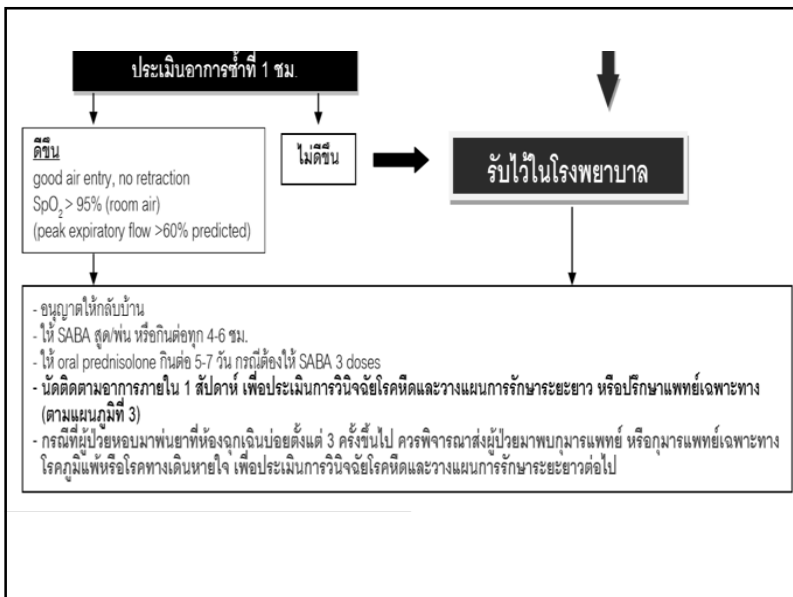 ประเมินอาการซ้ำที่ 1 ชม.
ดีขึ้น
good air entry, no retraction
SpO₂ > 95% (room air)
(peak expiratory flow >60% predicted)
ไม่ดีขึ้น
รับไว้ในโรงพยาบาล
- อนุญาตให้กลับบ้าน
- ให้ SABA สูด/พ่น หรือกินต่อทุก 4-6 ชม.
- ให้ oral prednisolone กินต่อ 5-7 วัน กรณีต้องให้ SABA 3 doses
- นัดติดตามอาการภายใน 1 สัปดาห์ เพื่อประเมินการวินิจฉัยโรคหืดและวางแผนการรักษาระยะยาว หรือปรึกษาแพทย์เฉพาะทาง
(ตามแผนภูมิที่ 3)
- กรณีที่ผู้ป่วยหอบมาพ่นยาที่ห้องฉุกเฉินบ่อยตั้งแต่ 3 ครั้งขึ้นไป ควรพิจารณาส่งผู้ป่วยมาพบกุมารแพทย์ หรือกุมารแพทย์เฉพาะทาง
โรคภูมิแพ้หรือโรคทางเดินหายใจ เพื่อประเมินการวินิจฉัยโรคหืดและวางแผนการรักษาระยะยาวต่อไป